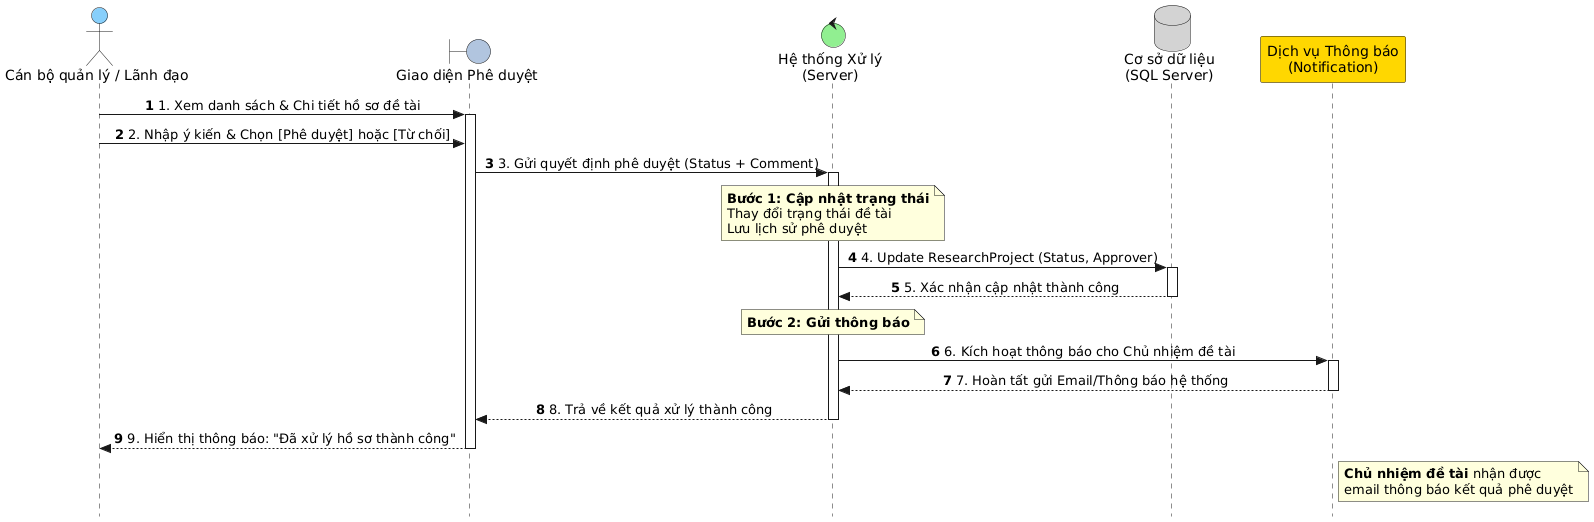 Cán bộ quản lý / Lãnh đạo
Giao diện Phê duyệt
Hệ thống Xử lý
(Server)
Cơ sở dữ liệu
(SQL Server)
Dịch vụ Thông báo
(Notification)
1 1. Xem danh sách & Chi tiết hồ sơ đề tài
2 2. Nhập ý kiến & Chọn [Phê duyệt] hoặc [Từ chối]
3 3. Gửi quyết định phê duyệt (Status + Comment)
Bước 1: Cập nhật trạng thái
Thay đổi trạng thái đề tài
Lưu lịch sử phê duyệt
4 4. Update ResearchProject (Status, Approver)
5 5. Xác nhận cập nhật thành công
Bước 2: Gửi thông báo
6 6. Kích hoạt thông báo cho Chủ nhiệm đề tài
7 7. Hoàn tất gửi Email/Thông báo hệ thống
8 8. Trả về kết quả xử lý thành công
9 9. Hiển thị thông báo: "Đã xử lý hồ sơ thành công"
Chủ nhiệm đề tài nhận được
email thông báo kết quả phê duyệt